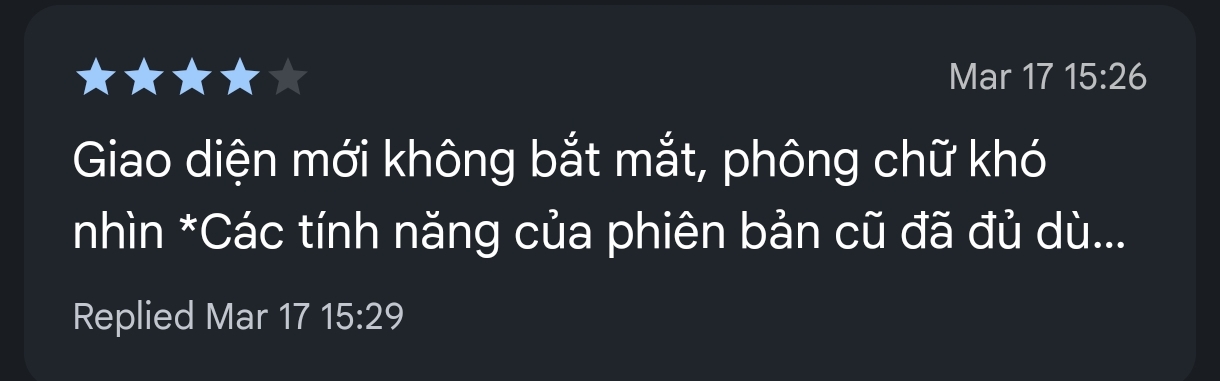 Mar 17 15:26
Giao diện mới không bắt mắt, phông chữ khó
nhìn *Các tính năng của phiên bản cũ đã đủ dù...
Replied Mar 17 15:29